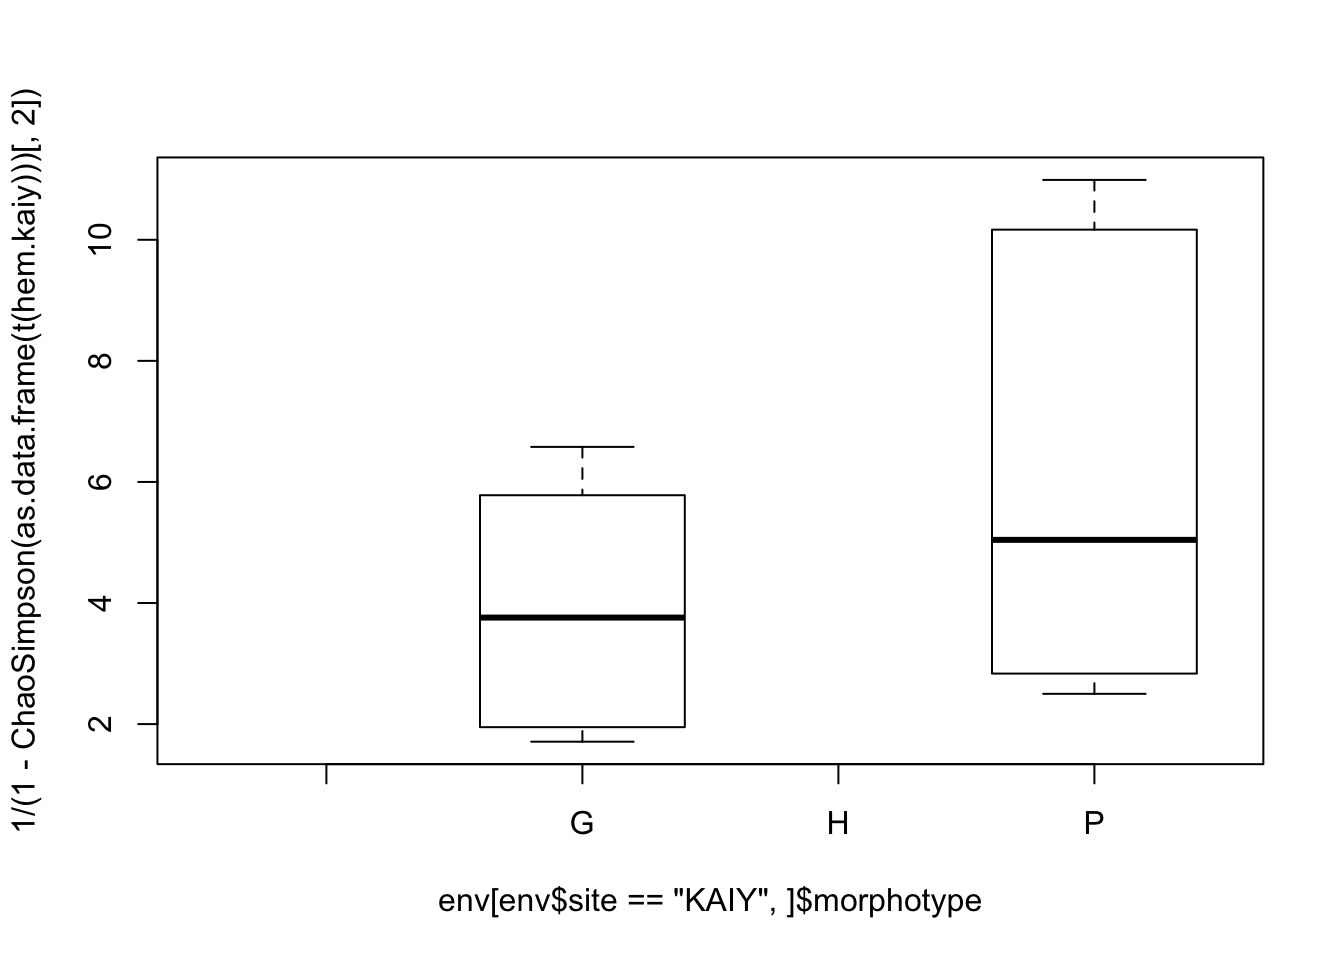 1/(1 - ChaoSimpson(as.data.frame(t(hem.kaiy)))[, 2])
10
8
6
4
2
G H P
env[env$site == "KAIY", ]$morphotype